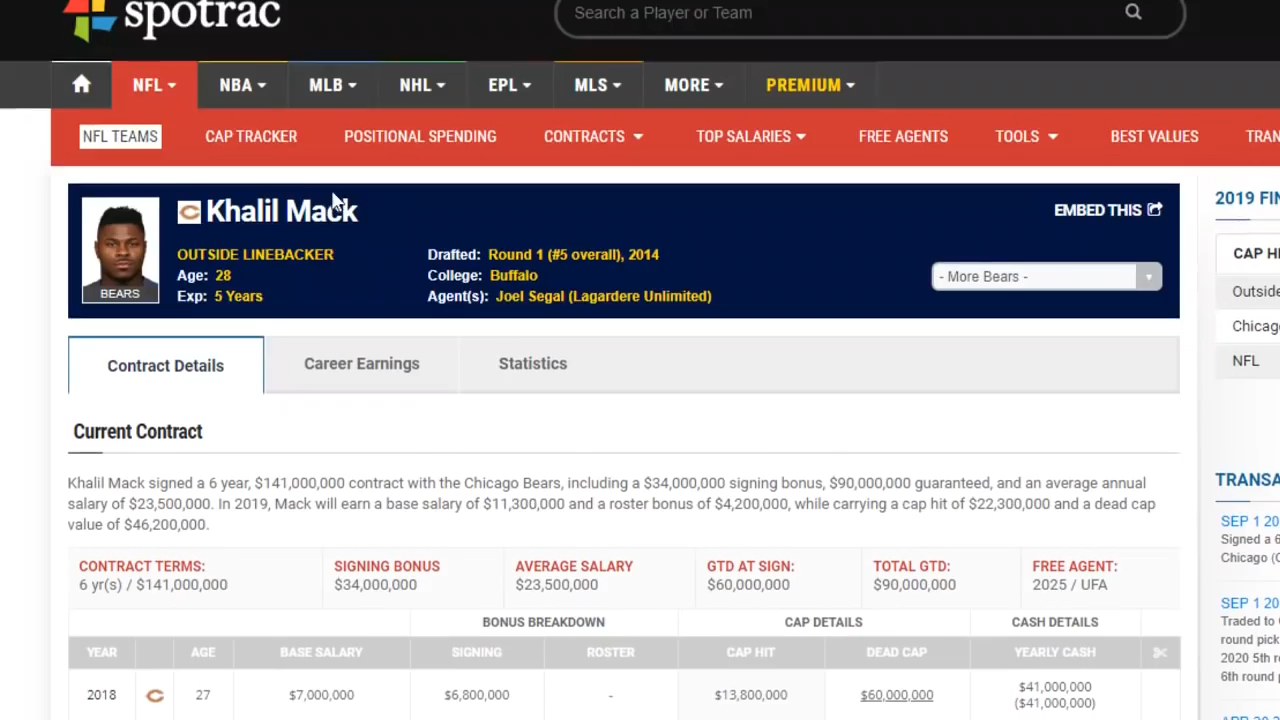 spotrac
Search a Player or Team
NFL NBA MLB NHL EPL MLS MORE PREMIUM
NFL TEAMS CAP TRACKER POSITIONAL SPENDING CONTRACTS TOP SALARIES FREE AGENTS TOOLS BEST VALUES TRAN
Khalil Mack
EMBED THIS
OUTSIDE LINEBACKER
Age: 28
Exp: 5 Years
Drafted: Round 1 (#5 overall), 2014
College: Buffalo
Agent(s): Joel Segal (Lagardere Unlimited)
- More Bears -
BEARS
Contract Details Career Earnings Statistics
Current Contract
Khalil Mack signed a 6 year, $141,000,000 contract with the Chicago Bears, including a $34,000,000 signing bonus, $90,000,000 guaranteed, and an average annual
salary of $23,500,000. In 2019, Mack will earn a base salary of $11,300,000 and a roster bonus of $4,200,000, while carrying a cap hit of $22,300,000 and a dead cap
value of $46,200,000.
CONTRACT TERMS: SIGNING BONUS AVERAGE SALARY GTD AT SIGN: TOTAL GTD: FREE AGENT:
6 yr(s) / $141,000,000 $34,000,000 $23,500,000 $60,000,000 $90,000,000 2025 / UFA
BONUS BREAKDOWN CAP DETAILS CASH DETAILS
YEAR AGE BASE SALARY SIGNING ROSTER CAP HIT DEAD CAP YEARLY CASH
2018 27 $7,000,000 $6,800,000 - $13,800,000 $60,000,000 $41,000,000
($41,000,000)
2019 FIN
CAP HI
Outside
Chicag
NFL
TRANSA
SEP 1 20
Signed a 6
Chicago (C
SEP 1 20
Traded to
round pick
2020 5th r
6th round